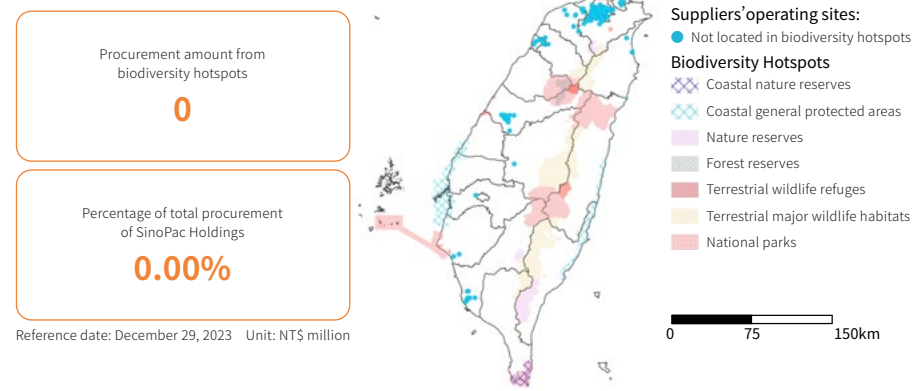 Procurement amount from
biodiversity hotspots
0
Percentage of total procurement
of SinoPac Holdings
0.00%
Reference date: December 29, 2023 Unit: NT$ million
Suppliers’operating sites:
Not located in biodiversity hotspots
Biodiversity Hotspots
Coastal nature reserves
Coastal general protected areas
Nature reserves
Forest reserves
Terrestrial wildlife refuges
Terrestrial major wildlife habitats
National parks
0 75 150km